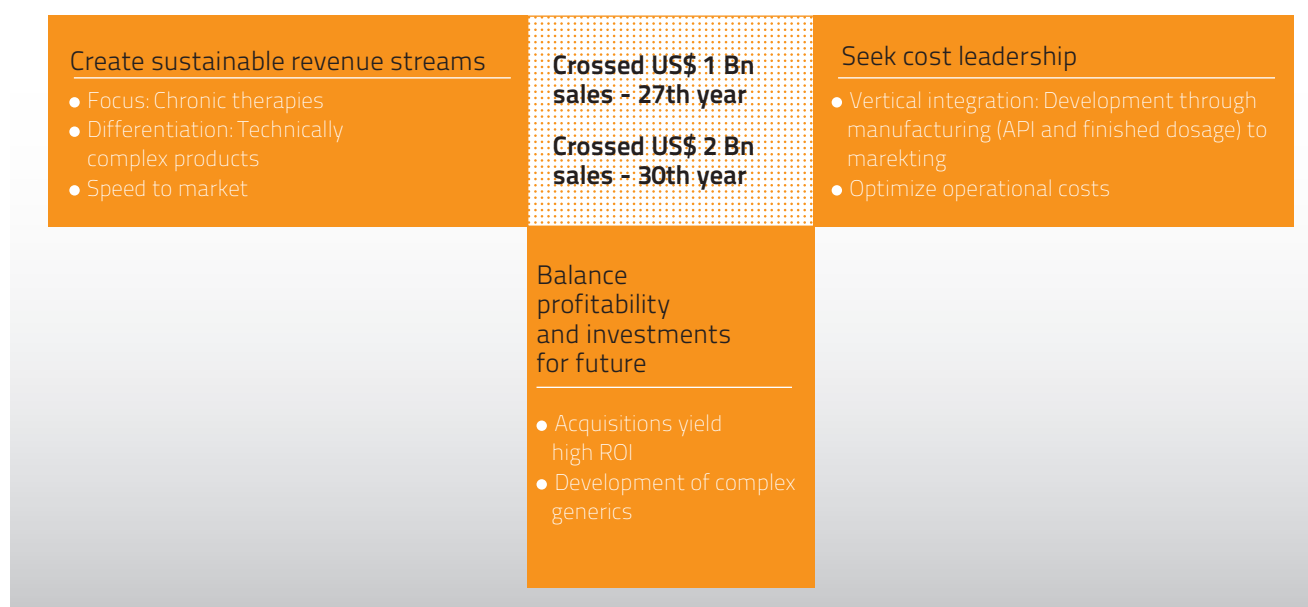 Create sustainable revenue streams
● Focus: Chronic therapies
● Differentiation: Technically
complex products
● Speed to market
Crossed US$ 1 Bn
sales - 27th year
Crossed US$ 2 Bn
sales - 30th year
Seek cost leadership
● Vertical integration: Development through
manufacturing (API and finished dosage) to
marekting
● Optimize operational costs
Balance
profitability
and investments
for future
● Acquisitions yield
high ROI
● Development of complex
generics